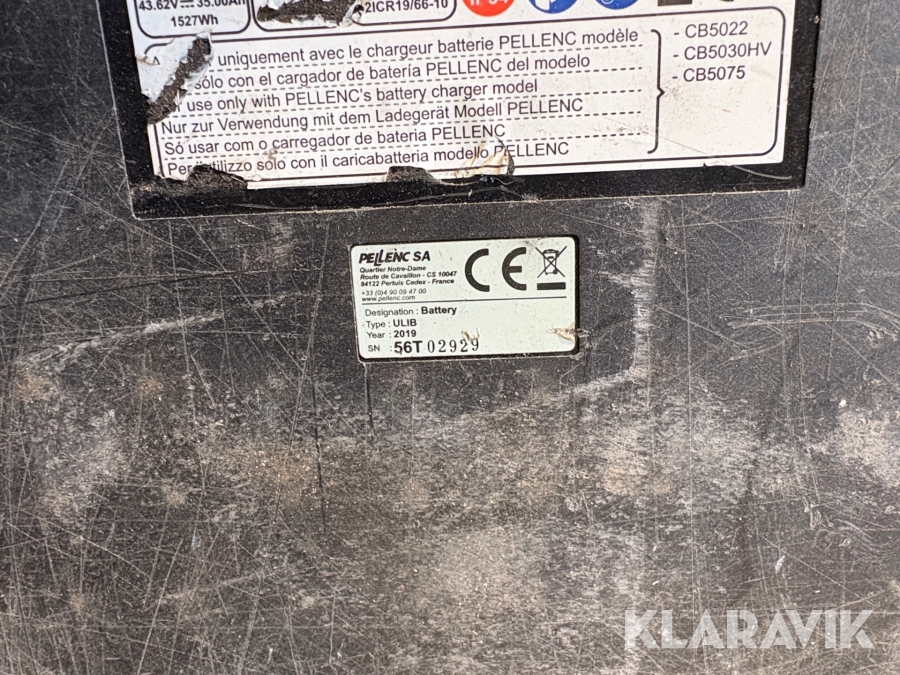 43.62V⎓35.00Ah
1527Wh
2ICR19/66-10
uniquement avec le chargeur batterie PELLENC modèle
sólo con el cargador de batería PELLENC del modelo
use only with PELLENC's battery charger model
Nur zur Verwendung mit dem Ladegerät Modell PELLENC
Só usar com o carregador de bateria PELLENC
solo con il caricabatteria modello PELLENC
- CB5022
- CB5030HV
- CB5075
PELLENC SA
Quartier Notre-Dame
Route de Cavaillon - CS 10047
84122 Pertuis Cedex - France
+33 (0)4 90 09 47 00
www.pellenc.com
CE
Designation : Battery
Type : ULIB
Year : 2019
SN : 56T 02929
KLARAVIK